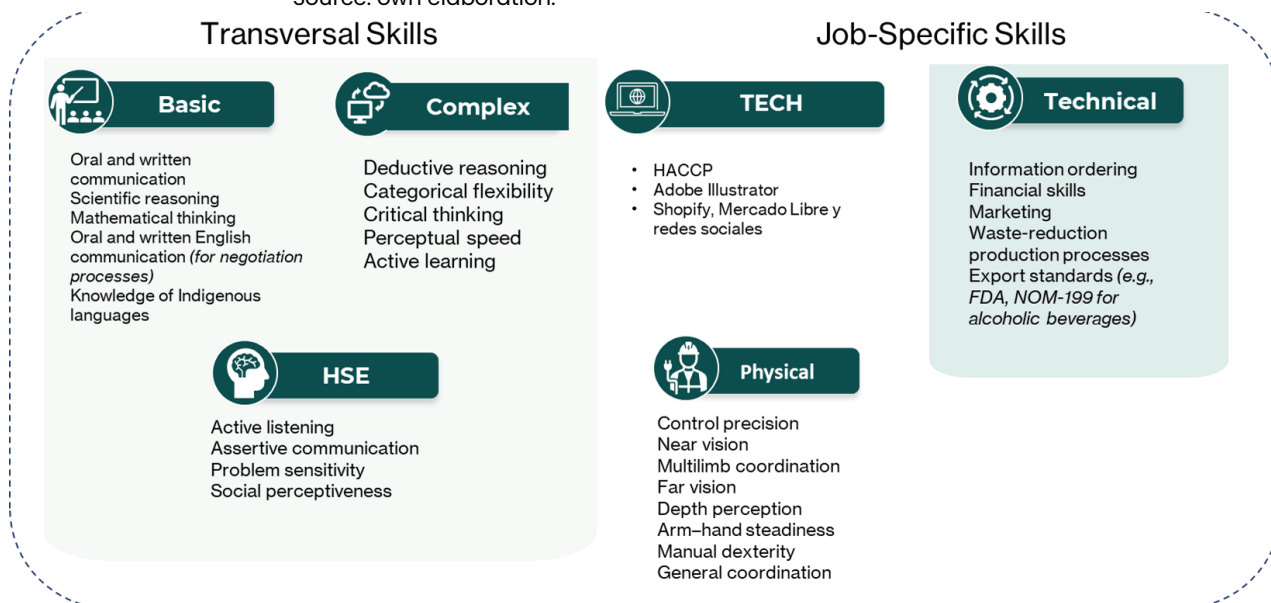 source: own elaboration.
Transversal Skills
Basic
Oral and written
communication
Scientific reasoning
Mathematical thinking
Oral and written English
communication (for negotiation
processes)
Knowledge of Indigenous
languages
Complex
Deductive reasoning
Categorical flexibility
Critical thinking
Perceptual speed
Active learning
HSE
Active listening
Assertive communication
Problem sensitivity
Social perceptiveness
Job-Specific Skills
TECH
• HACCP
• Adobe Illustrator
• Shopify, Mercado Libre y
redes sociales
Technical
Information ordering
Financial skills
Marketing
Waste-reduction
production processes
Export standards (e.g.,
FDA, NOM-199 for
alcoholic beverages)
Physical
Control precision
Near vision
Multilimb coordination
Far vision
Depth perception
Arm–hand steadiness
Manual dexterity
General coordination